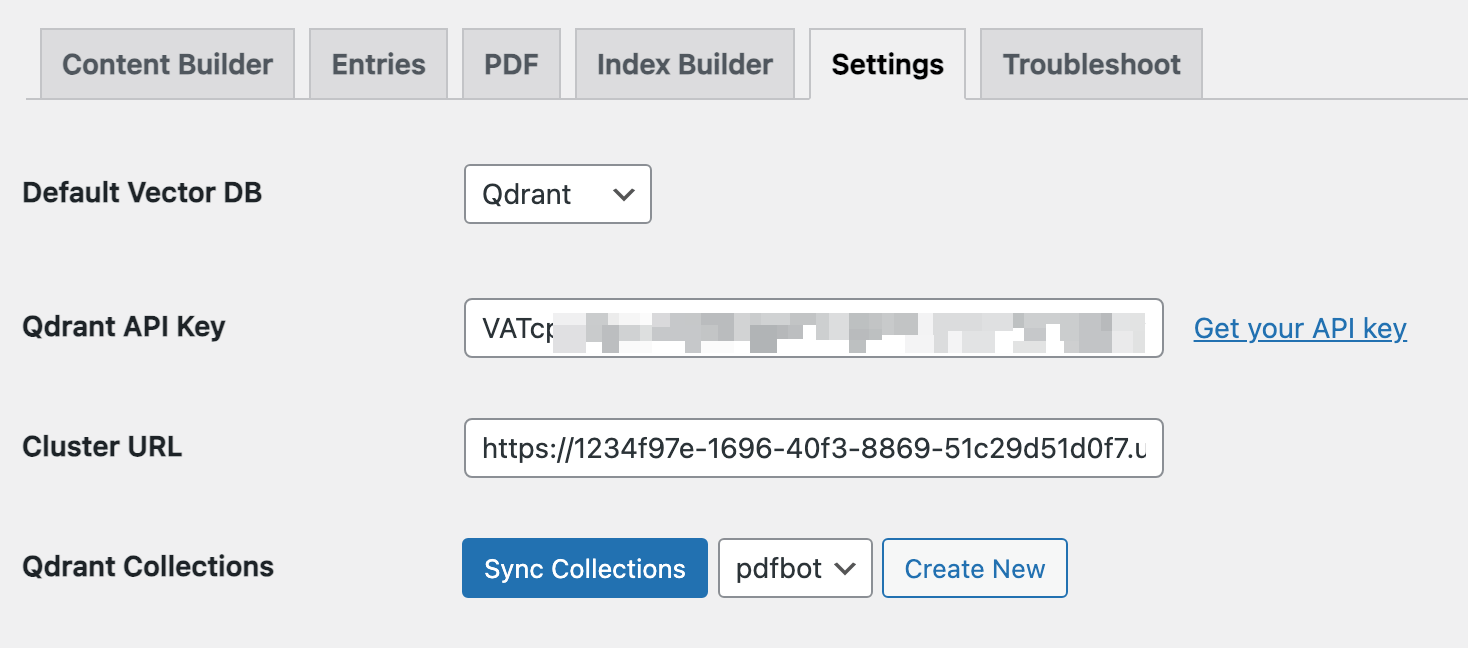 Content Builder Entries PDF Index Builder Settings Troubleshoot
Default Vector DB Qdrant
Qdrant API Key VATcp Get your API key
Cluster URL https://1234f97e-1696-40f3-8869-51c29d51d0f7.u
Qdrant Collections Sync Collections pdfbot Create New